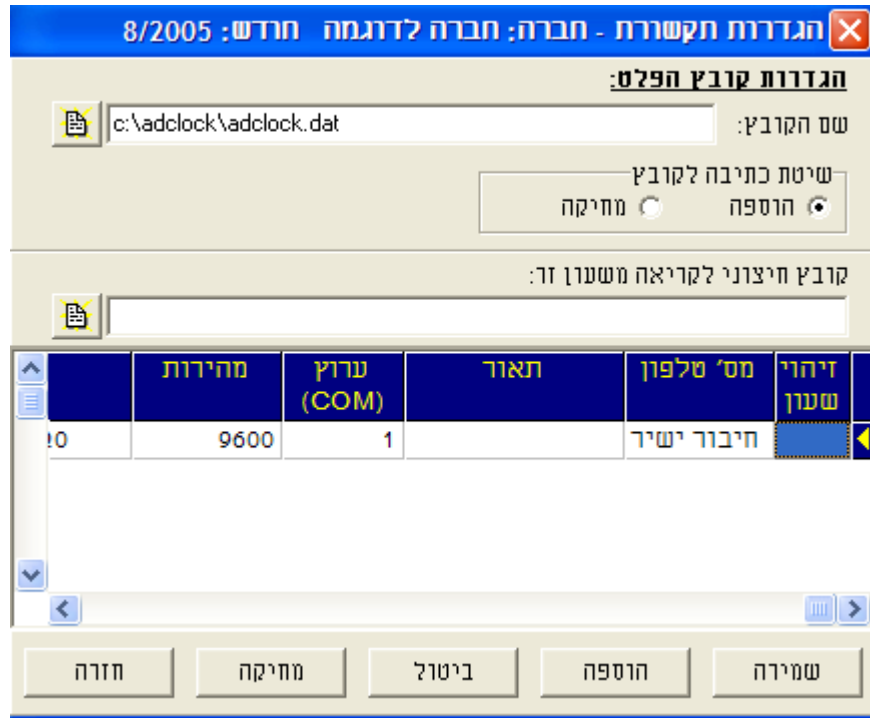 הגדרות תקשורת - חברה: חברה לדוגמה חודש: 8/2005
הגדרות קובץ הפלט:
שם הקובץ: c:\adclock\adclock.dat
שיטת כתיבה לקובץ
הוספה מחיקה
קובץ חיצוני לקריאה משעון זר:
זיהוי שעון מס' טלפון תאור ערוץ (COM) מהירות
חיבור ישיר 1 9600
שמירה הוספה ביטול מחיקה חזרה